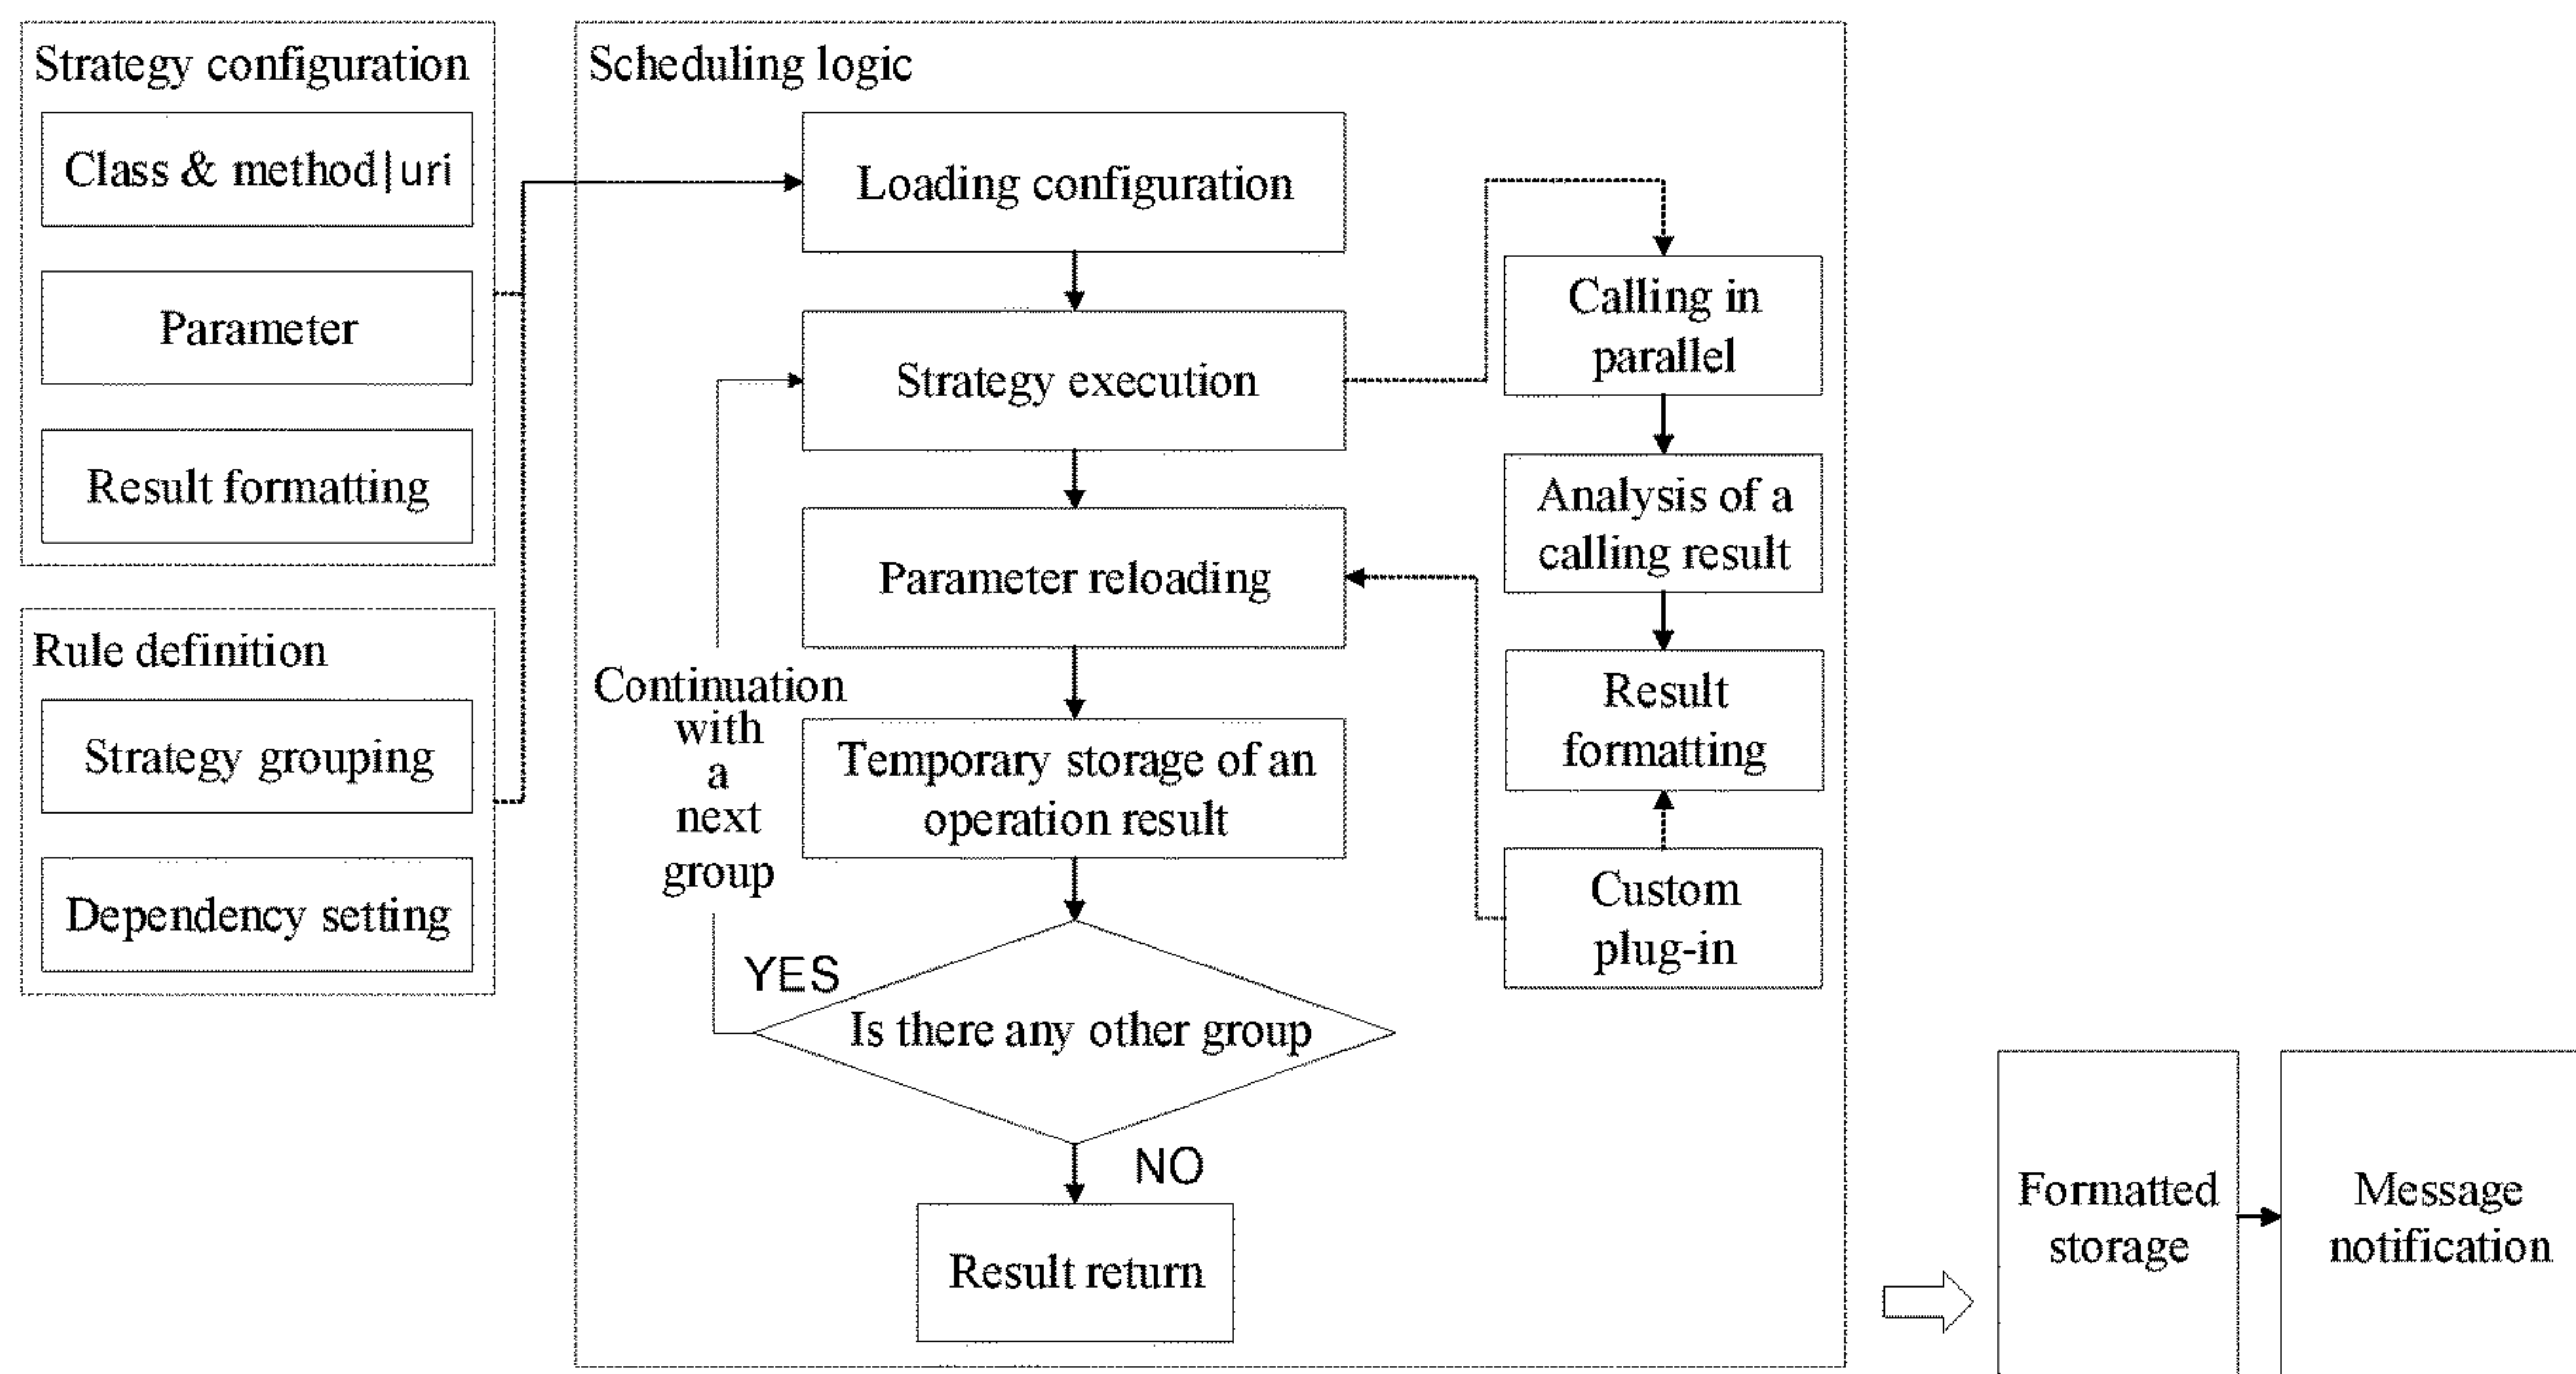 Strategy configuration
Class & method|uri
Parameter
Result formatting
Rule definition
Strategy grouping
Dependency setting
Scheduling logic
Loading configuration
Strategy execution
Parameter reloading
Temporary storage of an
operation result
Is there any other group
YES
Continuation
with
a
next
group
NO
Result return
Calling in
parallel
Analysis of a
calling result
Result
formatting
Custom
plug-in
Formatted
storage
Message
notification